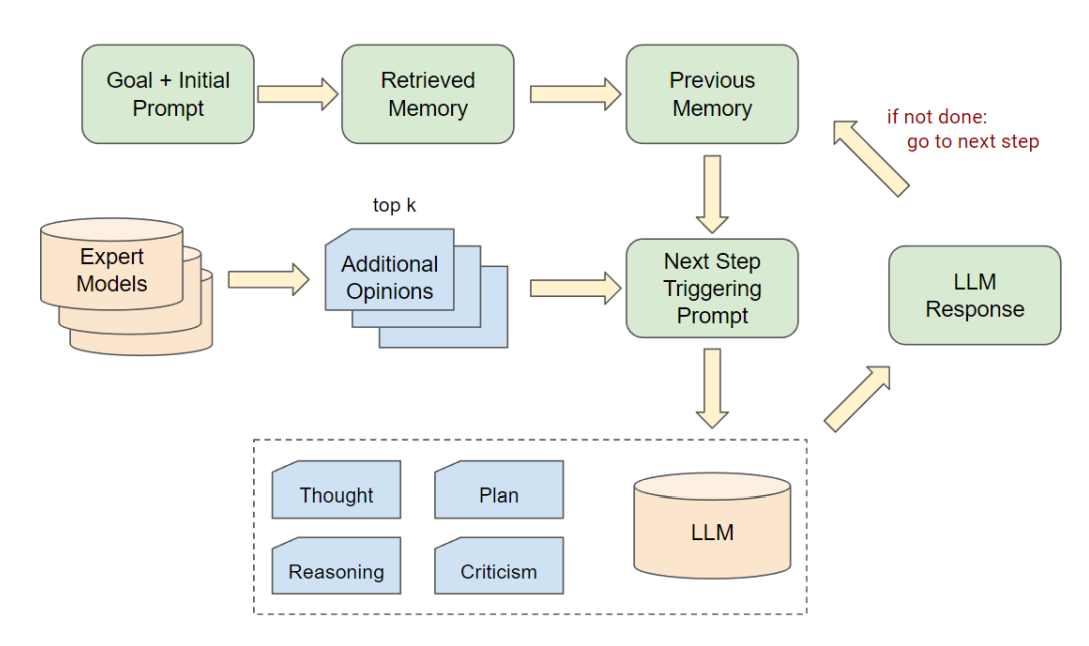 Goal + Initial
Prompt
Retrieved
Memory
Previous
Memory
if not done:
go to next step
top k
Expert
Models
Additional
Opinions
Next Step
Triggering
Prompt
LLM
Response
Thought
Plan
LLM
Reasoning
Criticism